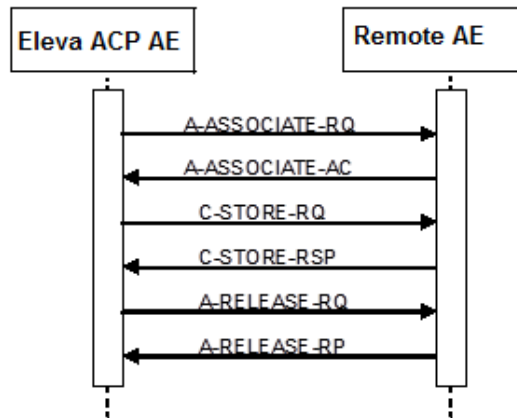 Eleva ACP AE
Remote AE
A-ASSOCIATE-RQ
A-ASSOCIATE-AC
C-STORE-RQ
C-STORE-RSP
A-RELEASE-RQ
A-RELEASE-RP